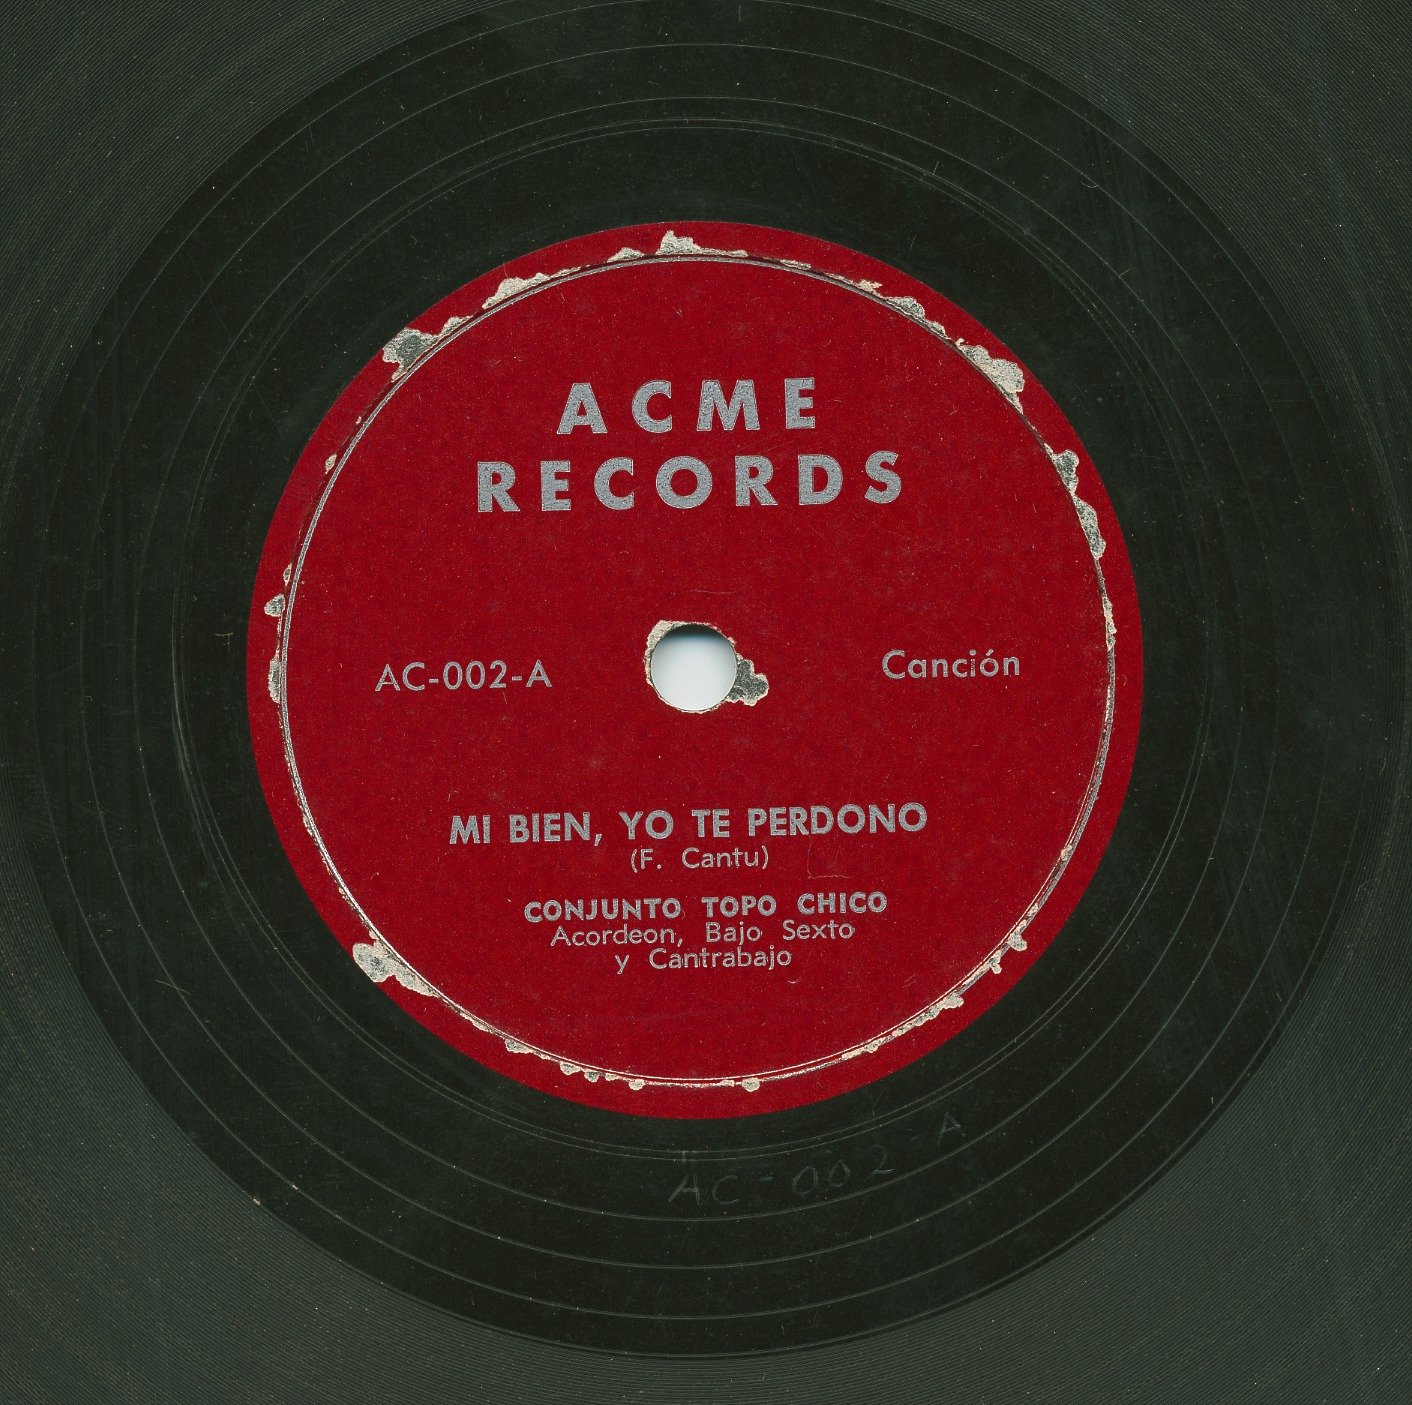 ACME
RECORDS
AC-002-A
Canción
MI BIEN, YO TE PERDONO
(F. Cantu)
CONJUNTO TOPO CHICO
Acordeon, Bajo Sexto
y Cantrabajo
AC-002-A